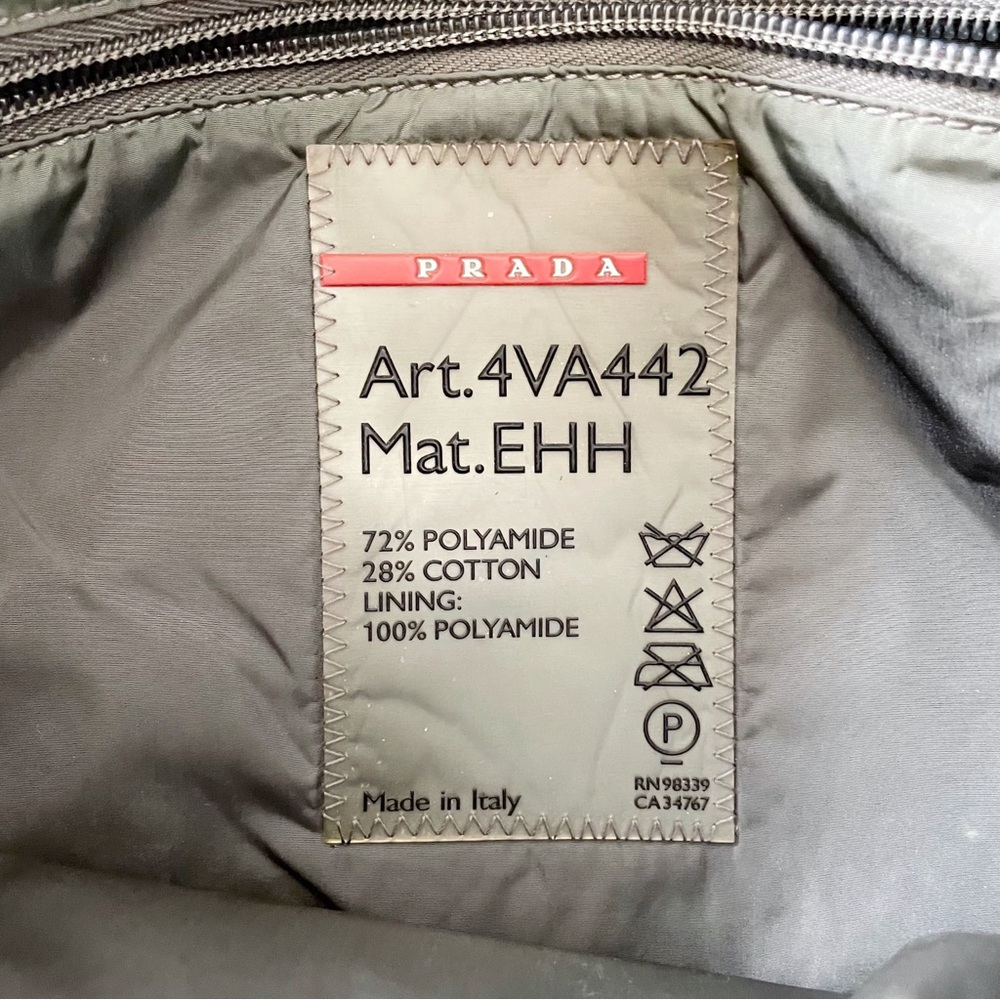 PRADA
Art.4VA442
Mat.EHH
72% POLYAMIDE
28% COTTON
LINING:
100% POLYAMIDE
P
Made in Italy
RN98339
CA34767